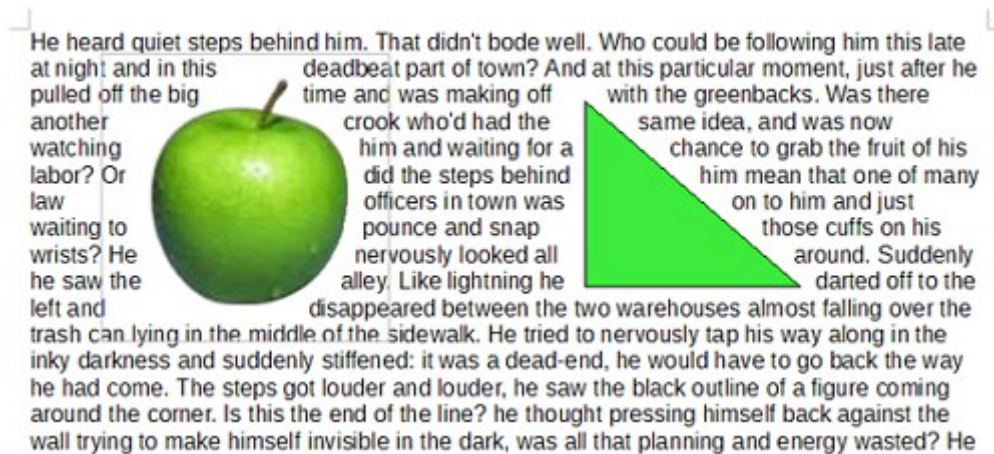 He heard quiet steps behind him. That didn't bode well. Who could be following him this late
at night and in this deadbeat part of town? And at this particular moment, just after he
pulled off the big time and was making off with the greenbacks. Was there
another crook who'd had the same idea, and was now
watching him and waiting for a chance to grab the fruit of his
labor? Or did the steps behind him mean that one of many
law officers in town was on to him and just
waiting to pounce and snap those cuffs on his
wrists? He nervously looked all around. Suddenly
he saw the alley. Like lightning he darted off to the
left and disappeared between the two warehouses almost falling over the
trash can lying in the middle of the sidewalk. He tried to nervously tap his way along in the
inky darkness and suddenly stiffened: it was a dead-end, he would have to go back the way
he had come. The steps got louder and louder, he saw the black outline of a figure coming
around the corner. Is this the end of the line? he thought pressing himself back against the
wall trying to make himself invisible in the dark, was all that planning and energy wasted? He